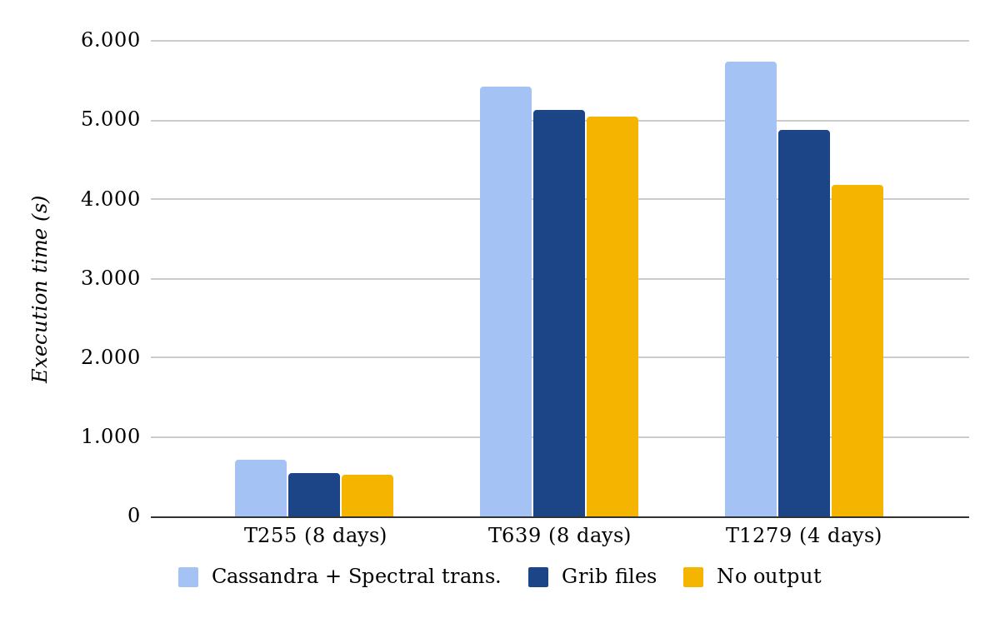 6.000
5.000
4.000
3.000
2.000
1.000
0
Execution time (s)
T255 (8 days) T639 (8 days) T1279 (4 days)
Cassandra + Spectral trans. Grib files No output